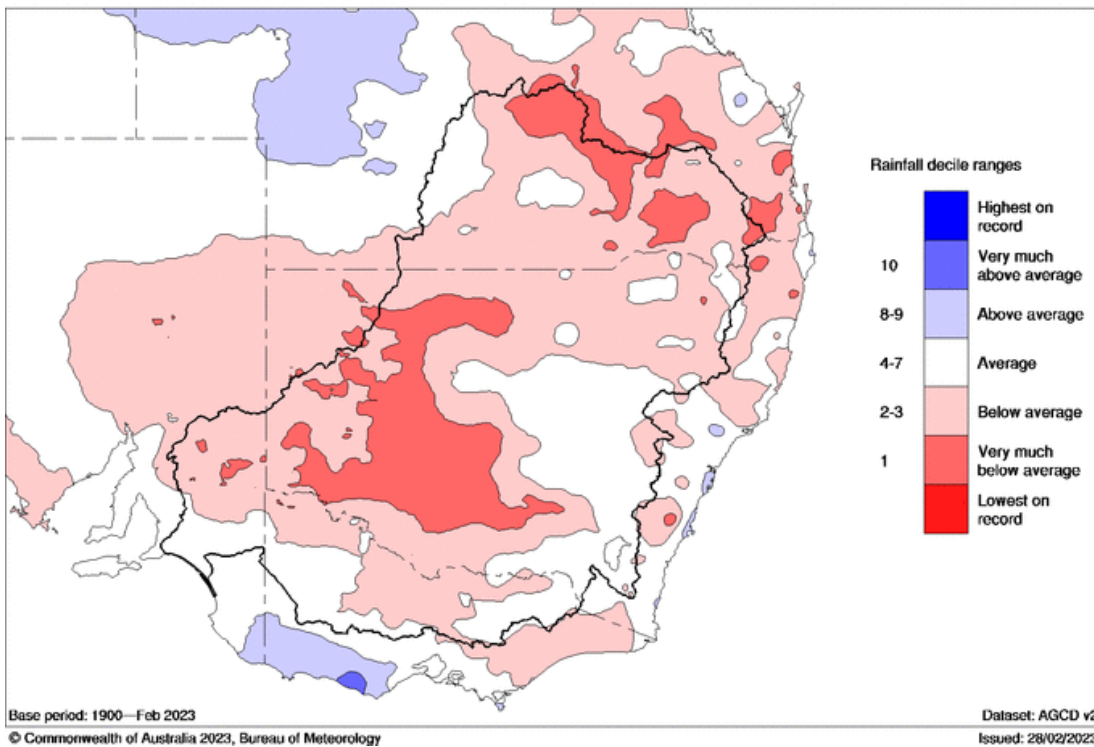 Rainfall decile ranges
Highest on
record
10
Very much
above average
8-9
Above average
4-7
Average
2-3
Below average
1
Very much
below average
Lowest on
record
Base period: 1900—Feb 2023
Dataset: AGCD v2
© Commonwealth of Australia 2023, Bureau of Meteorology
Issued: 28/02/2023